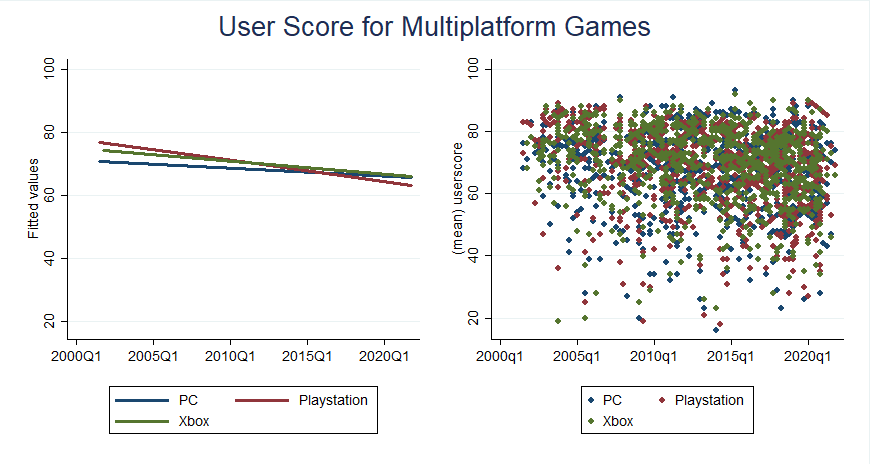 User Score for Multiplatform Games
Fitted values
100
80
60
40
20
2000Q1 2005Q1 2010Q1 2015Q1 2020Q1
PC Playstation
Xbox
(mean) userscore
100
80
60
40
20
2000q1 2005q1 2010q1 2015q1 2020q1
PC Playstation
Xbox